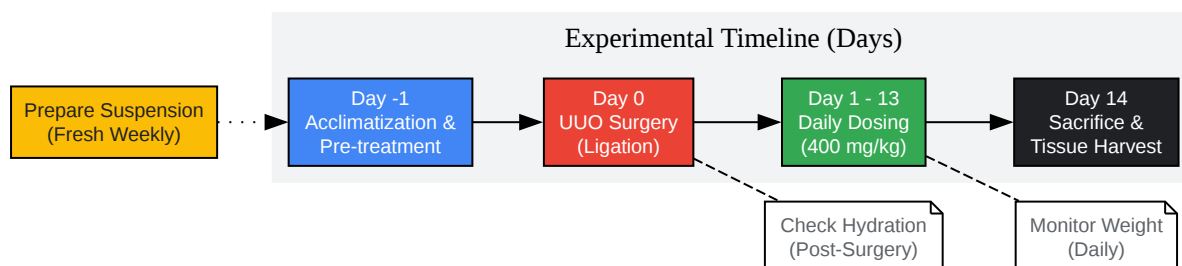 Experimental Timeline (Days)
Prepare Suspension
(Fresh Weekly)
Day -1
Acclimatization &
Pre-treatment
Day 0
UUO Surgery
(Ligation)
Day 1 - 13
Daily Dosing
(400 mg/kg)
Day 14
Sacrifice &
Tissue Harvest
Check Hydration
(Post-Surgery)
Monitor Weight
(Daily)